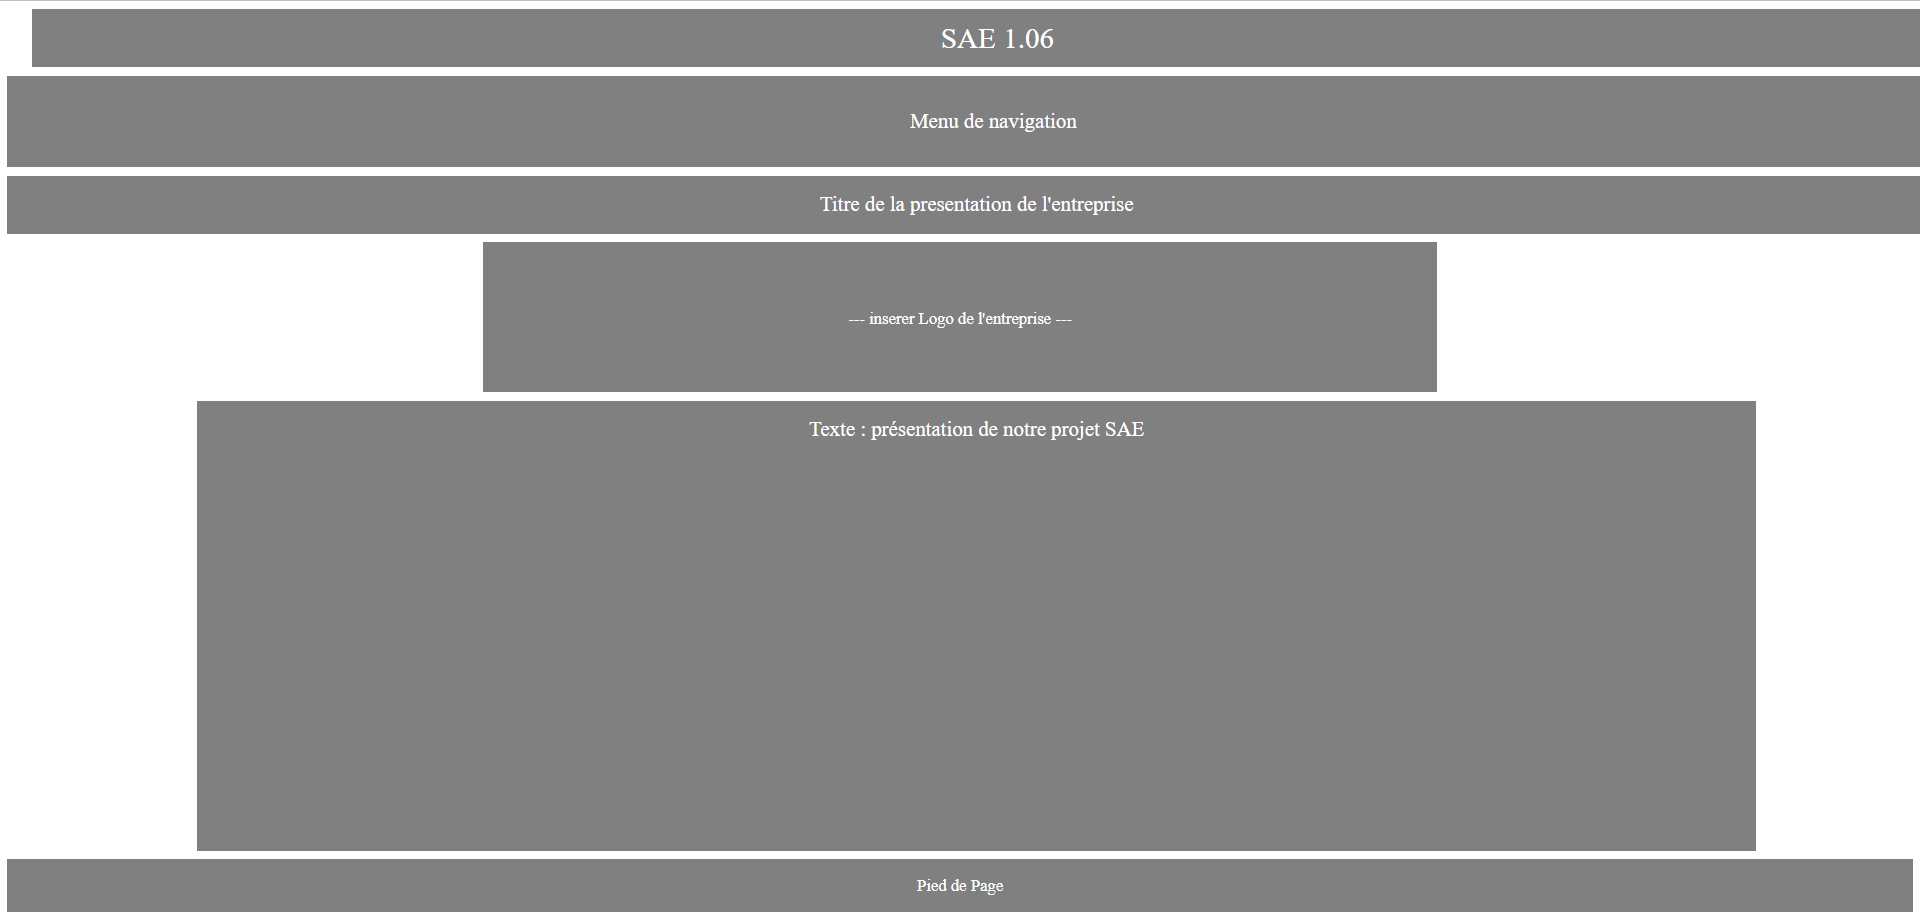 SAE 1.06
Menu de navigation
Titre de la presentation de l'entreprise
--- inserer Logo de l'entreprise ---
Texte : présentation de notre projet SAE
Pied de Page